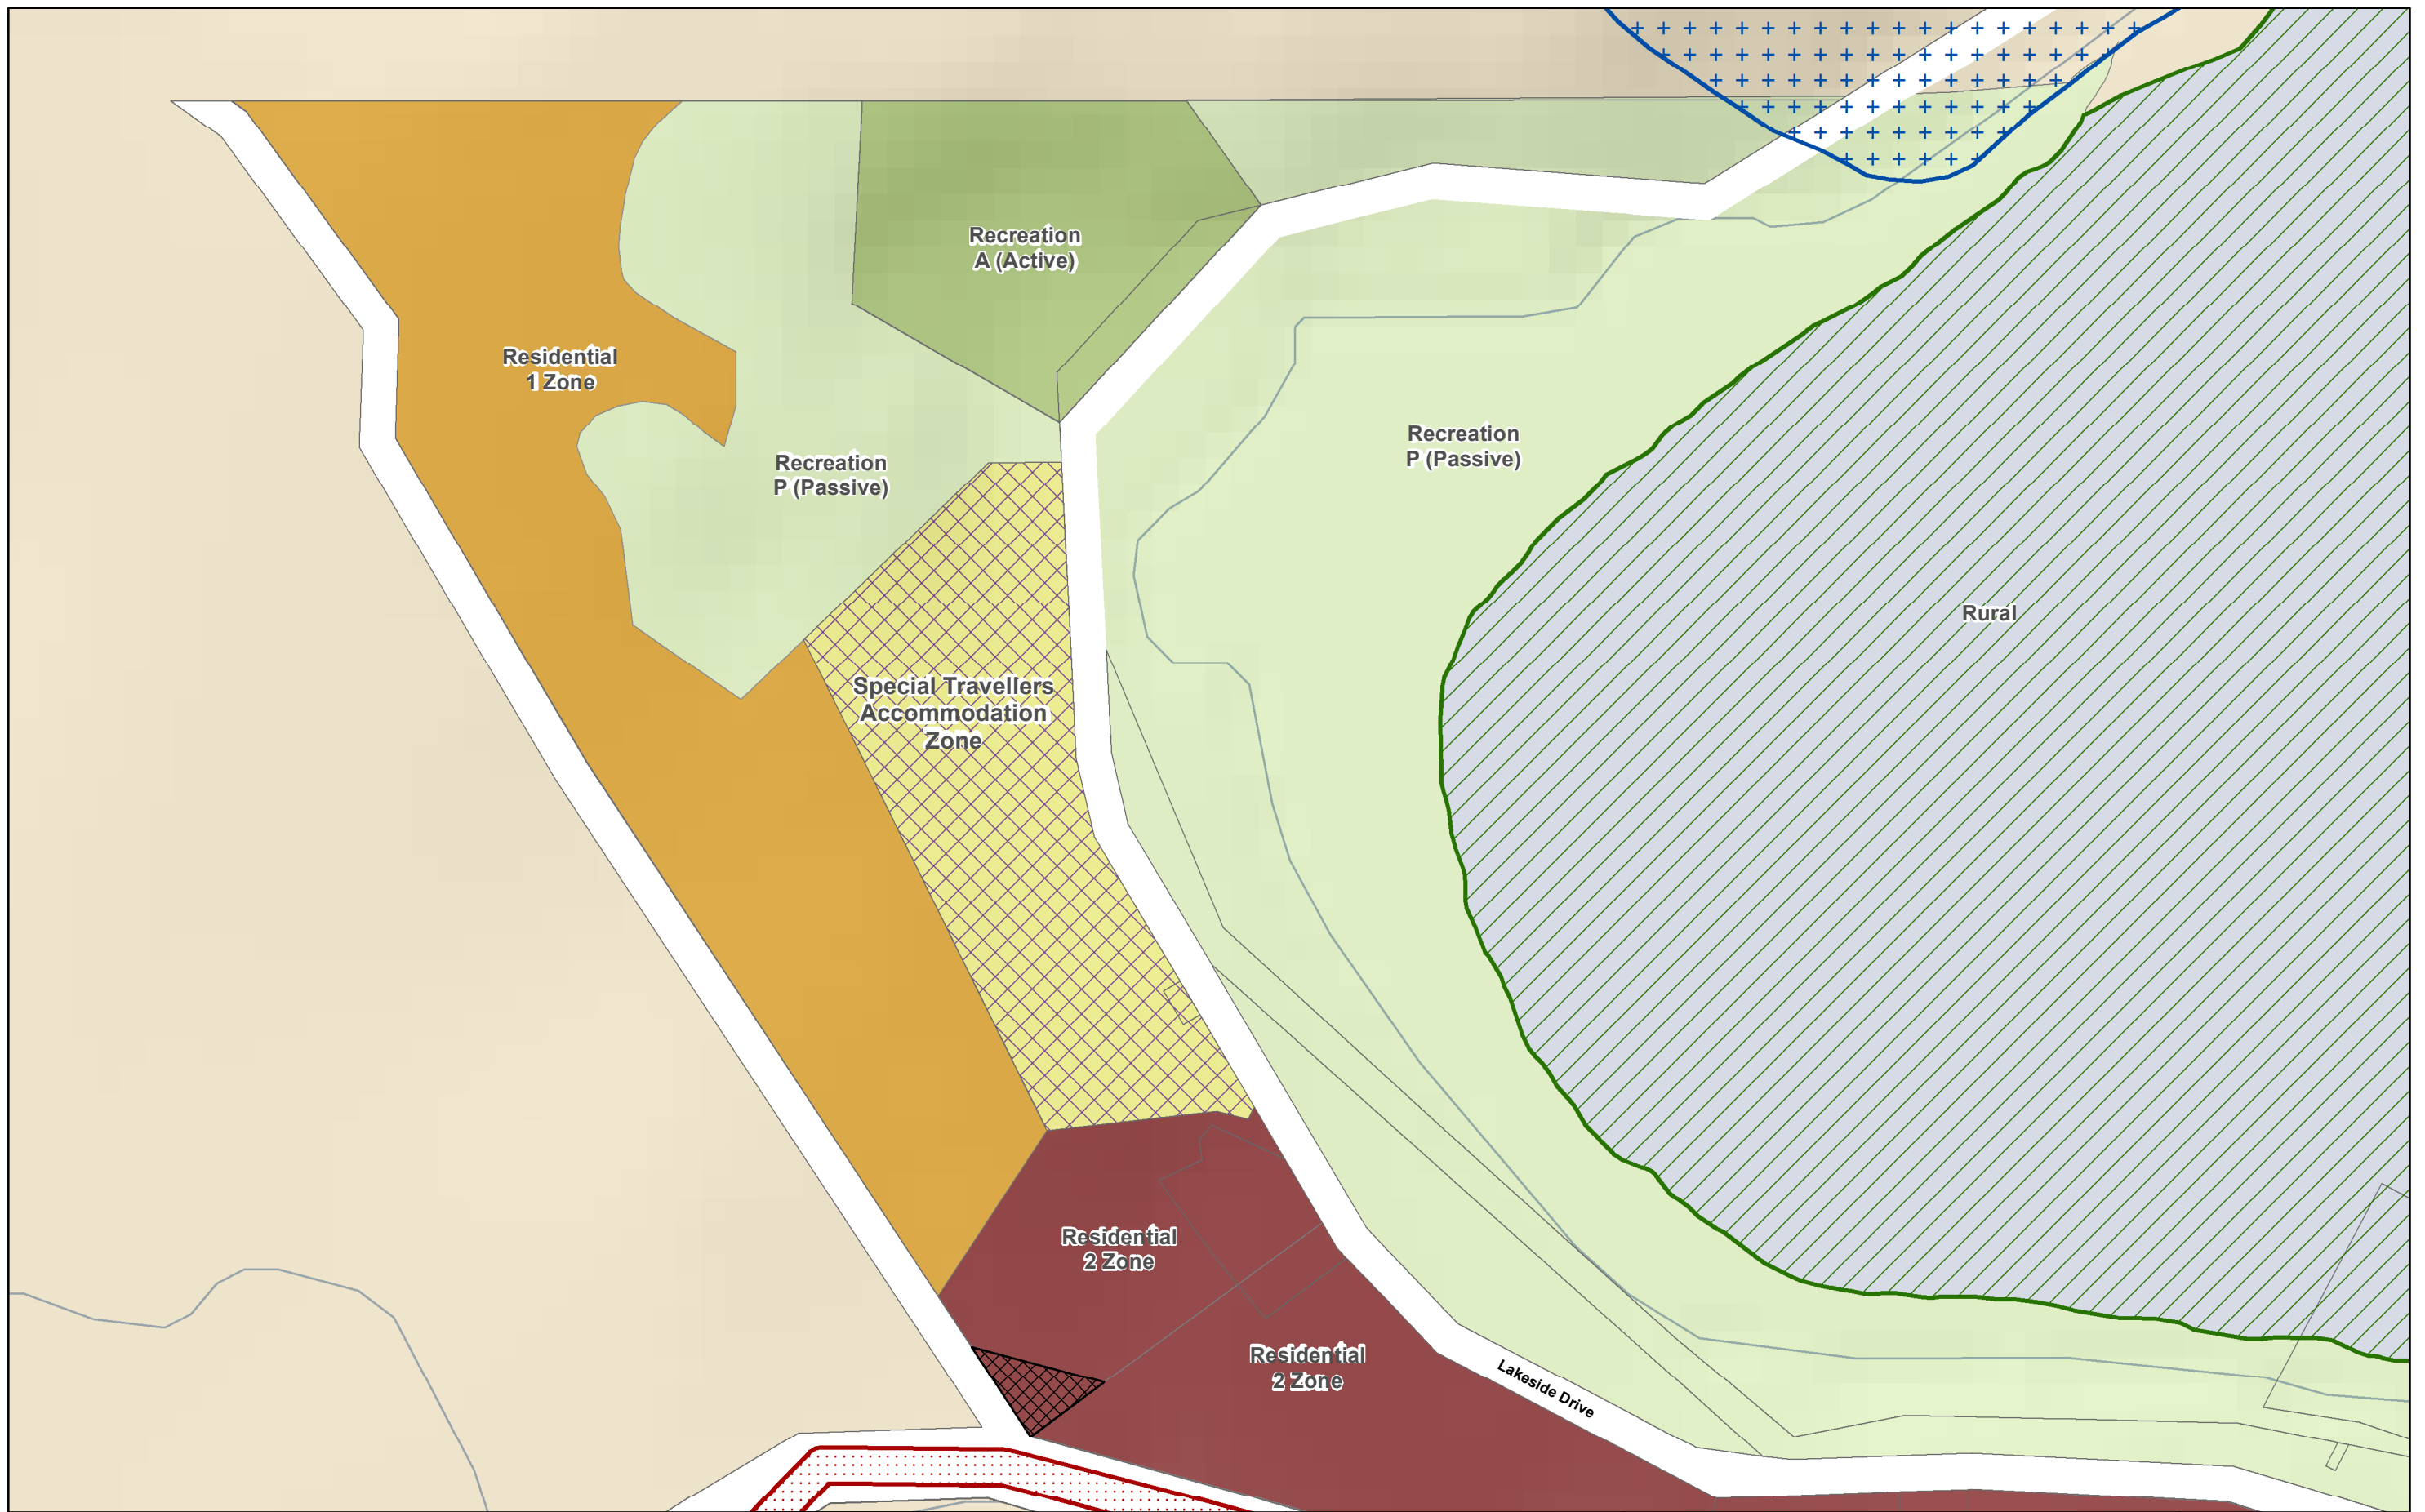 Recreation
A (Active)
Residential
1 Zone
Recreation
P (Passive)
Recreation
P (Passive)
Rural
Special Travellers
Accommodation
Zone
Residential
2 Zone
Residential
2 Zone
Lakeside Drive